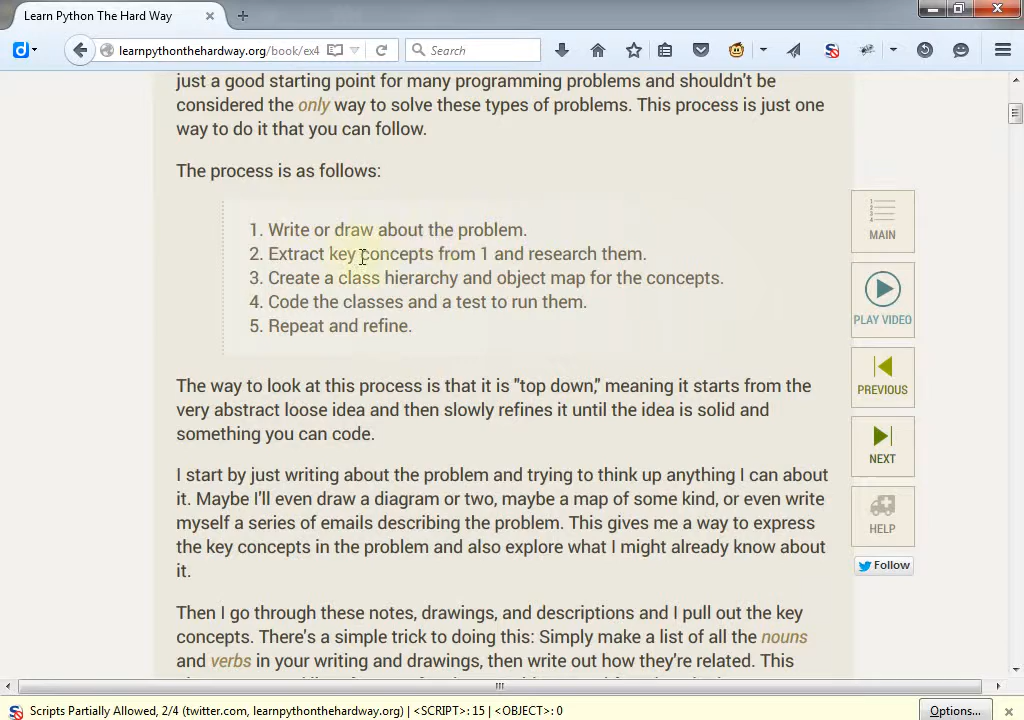 Learn Python The Hard Way
learnpythonthehardway.org/book/ex4
Search
just a good starting point for many programming problems and shouldn't be
considered the only way to solve these types of problems. This process is just one
way to do it that you can follow.
The process is as follows:
1. Write or draw about the problem.
2. Extract key concepts from 1 and research them.
3. Create a class hierarchy and object map for the concepts.
4. Code the classes and a test to run them.
5. Repeat and refine.
The way to look at this process is that it is "top down," meaning it starts from the
very abstract loose idea and then slowly refines it until the idea is solid and
something you can code.
I start by just writing about the problem and trying to think up anything I can about
it. Maybe I'll even draw a diagram or two, maybe a map of some kind, or even write
myself a series of emails describing the problem. This gives me a way to express
the key concepts in the problem and also explore what I might already know about
it.
Then I go through these notes, drawings, and descriptions and I pull out the key
concepts. There's a simple trick to doing this: Simply make a list of all the nouns
and verbs in your writing and drawings, then write out how they're related. This
MAIN
PLAY VIDEO
PREVIOUS
NEXT
HELP
Follow
Scripts Partially Allowed, 2/4 (twitter.com, learnpythonthehardway.org) | <SCRIPT>: 15 | <OBJECT>: 0
Options...